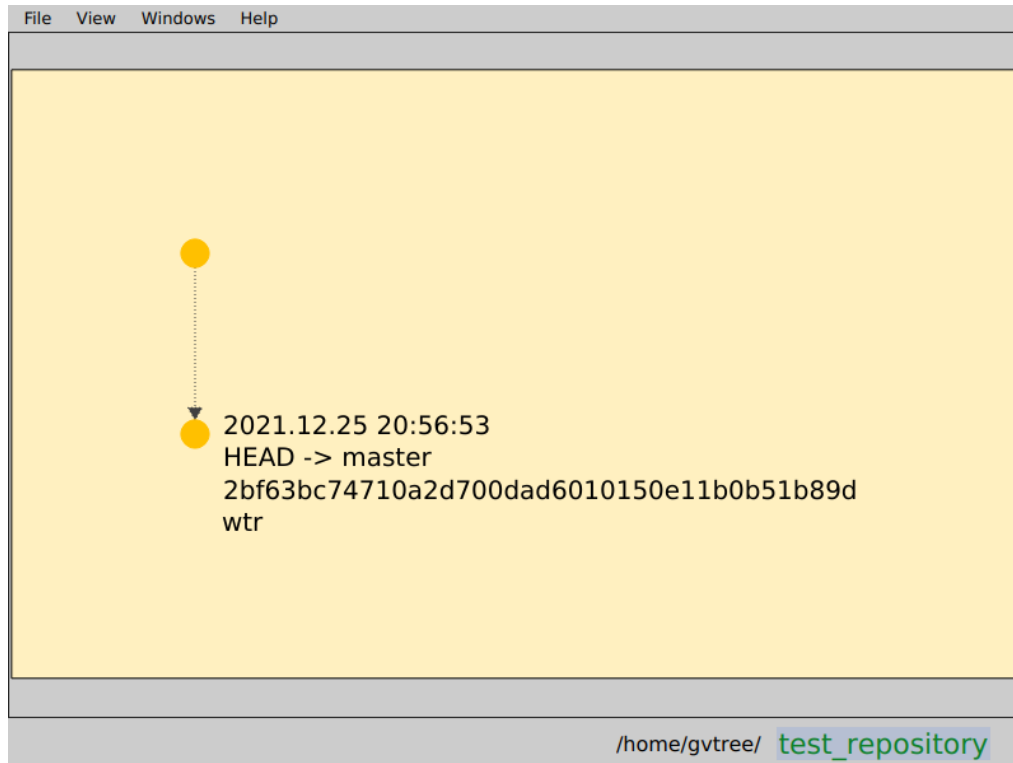 File View Windows Help
2021.12.25 20:56:53
HEAD -> master
2bf63bc74710a2d700dad6010150e11b0b51b89d
wtr
/home/gvtree/ test_repository